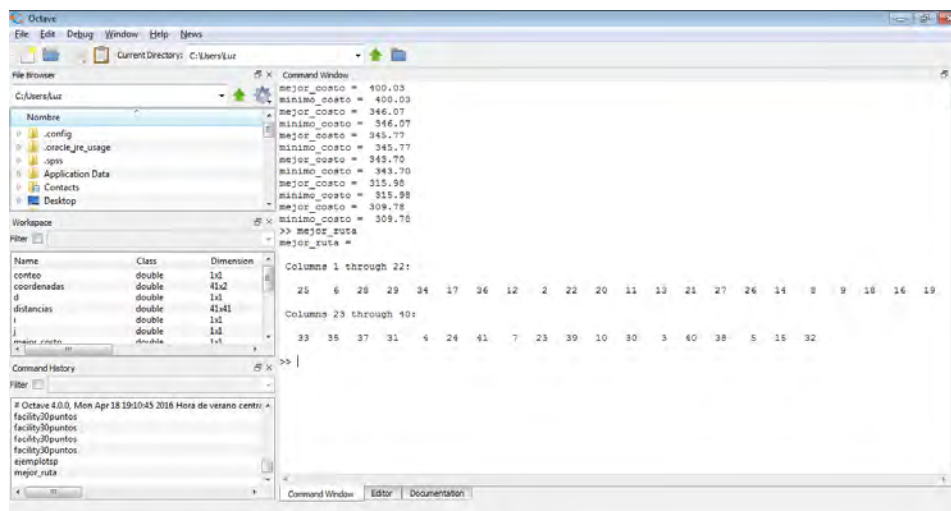 Octave
File Edit Debug Window Help News
Current Directory: C:\Users\Luz
File Browser
C:/Users/Luz
Nombre
.config
.oracle_jre_usage
.spss
Application Data
Contacts
Desktop
Workspace
Filter
Name Class Dimension
conteo double 1x1
coordenadas double 41x2
d double 1x1
distancias double 41x41
i double 1x1
j double 1x1
mejor_costo double 1x1
Command History
Filter
# Octave 4.0.0, Mon Apr 18 19:10:45 2016 Hora de verano centr
facility30puntos
facility30puntos
facility30puntos
facility30puntos
ejemplotsp
mejor_ruta
Command Window
mejor_costo = 400.03
minimo_costo = 400.03
mejor_costo = 346.07
minimo_costo = 346.07
mejor_costo = 345.77
minimo_costo = 345.77
mejor_costo = 343.70
minimo_costo = 343.70
mejor_costo = 315.98
minimo_costo = 315.98
mejor_costo = 309.78
minimo_costo = 309.78
>> mejor_ruta
mejor_ruta =
Columns 1 through 22:
25 6 28 29 34 17 36 12 2 22 20 11 13 21 27 26 14 8 9 18 16 19
Columns 23 through 40:
33 35 37 31 4 24 41 7 23 39 10 30 3 40 38 5 15 32
>>
Command Window Editor Documentation